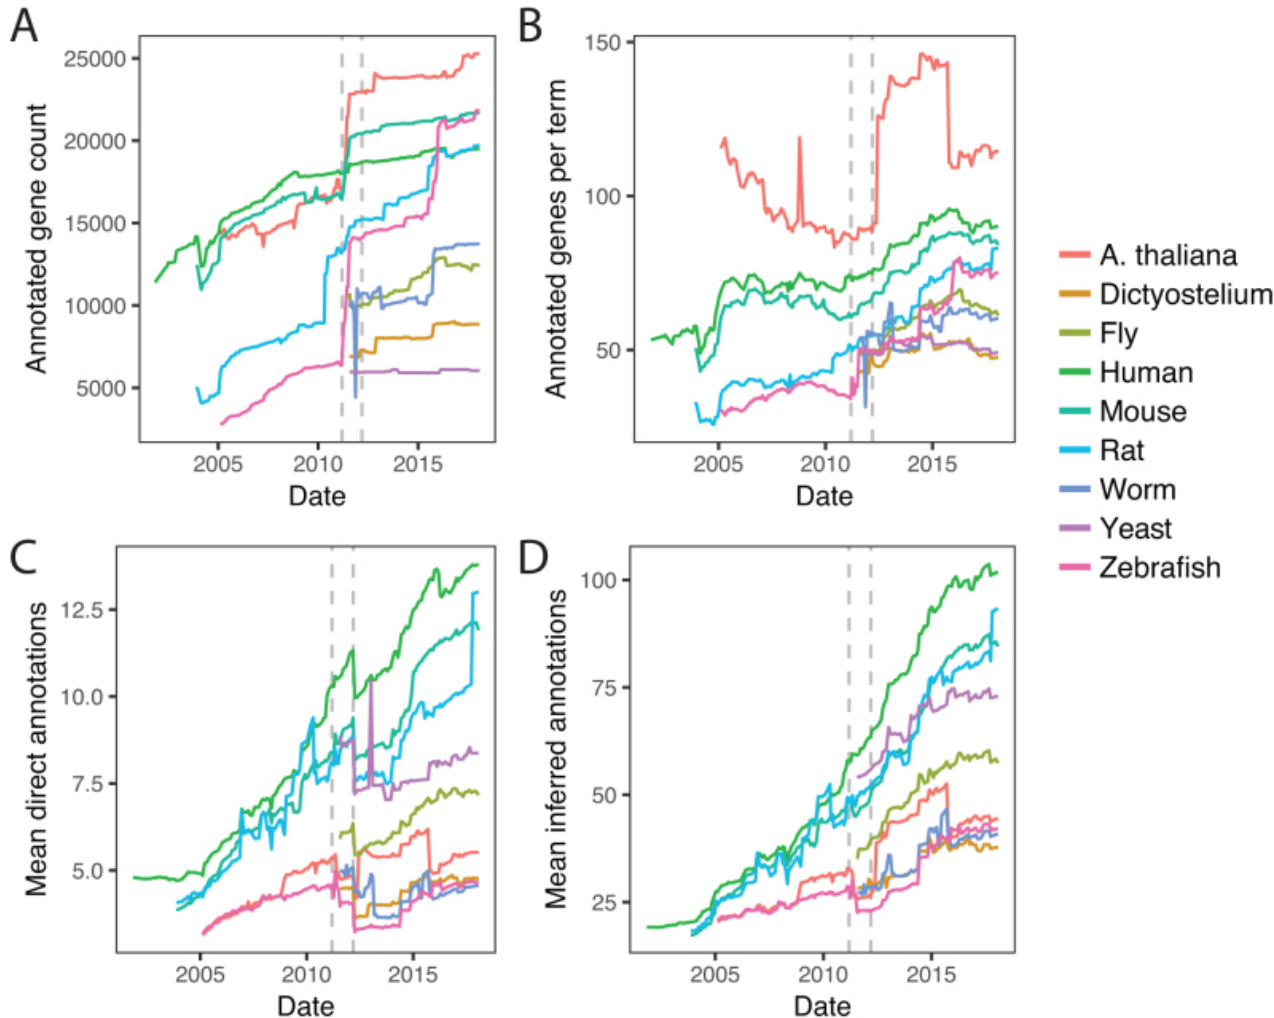 A
Annotated gene count
25000
20000
15000
10000
5000
2005 2010 2015
Date
B
Annotated genes per term
150
100
50
2005 2010 2015
Date
A. thaliana
Dictyostelium
Fly
Human
Mouse
Rat
Worm
Yeast
Zebrafish
C
Mean direct annotations
12.5
10.0
7.5
5.0
2005 2010 2015
Date
D
Mean inferred annotations
100
75
50
25
2005 2010 2015
Date